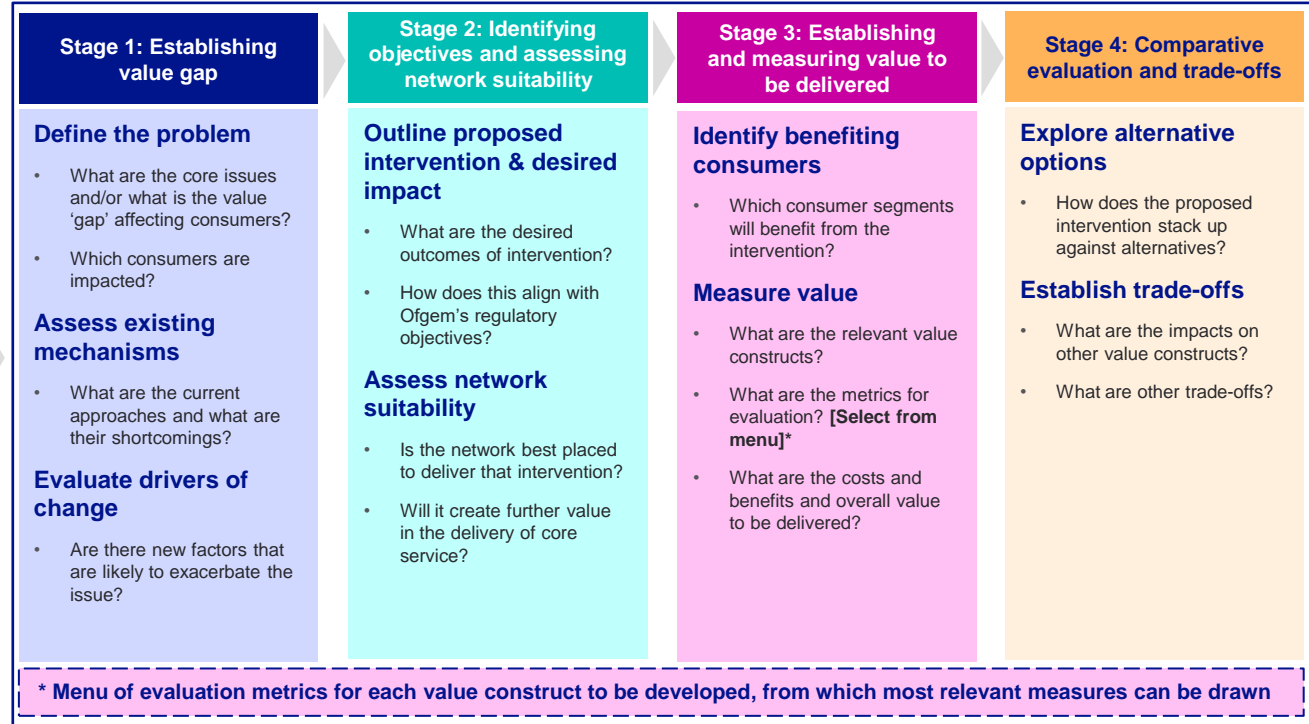 Stage 1: Establishing
value gap
Define the problem
• What are the core issues
and/or what is the value
‘gap’ affecting consumers?
• Which consumers are
impacted?
Assess existing
mechanisms
• What are the current
approaches and what are
their shortcomings?
Evaluate drivers of
change
• Are there new factors that
are likely to exacerbate the
issue?
Stage 2: Identifying
objectives and assessing
network suitability
Outline proposed
intervention & desired
impact
• What are the desired
outcomes of intervention?
• How does this align with
Ofgem’s regulatory
objectives?
Assess network
suitability
• Is the network best placed
to deliver that intervention?
• Will it create further value
in the delivery of core
service?
Stage 3: Establishing
and measuring value to
be delivered
Identify benefiting
consumers
• Which consumer segments
will benefit from the
intervention?
Measure value
• What are the relevant value
constructs?
• What are the metrics for
evaluation? [Select from
menu]*
• What are the costs and
benefits and overall value
to be delivered?
Stage 4: Comparative
evaluation and trade-offs
Explore alternative
options
• How does the proposed
intervention stack up
against alternatives?
Establish trade-offs
• What are the impacts on
other value constructs?
• What are other trade-offs?
* Menu of evaluation metrics for each value construct to be developed, from which most relevant measures can be drawn